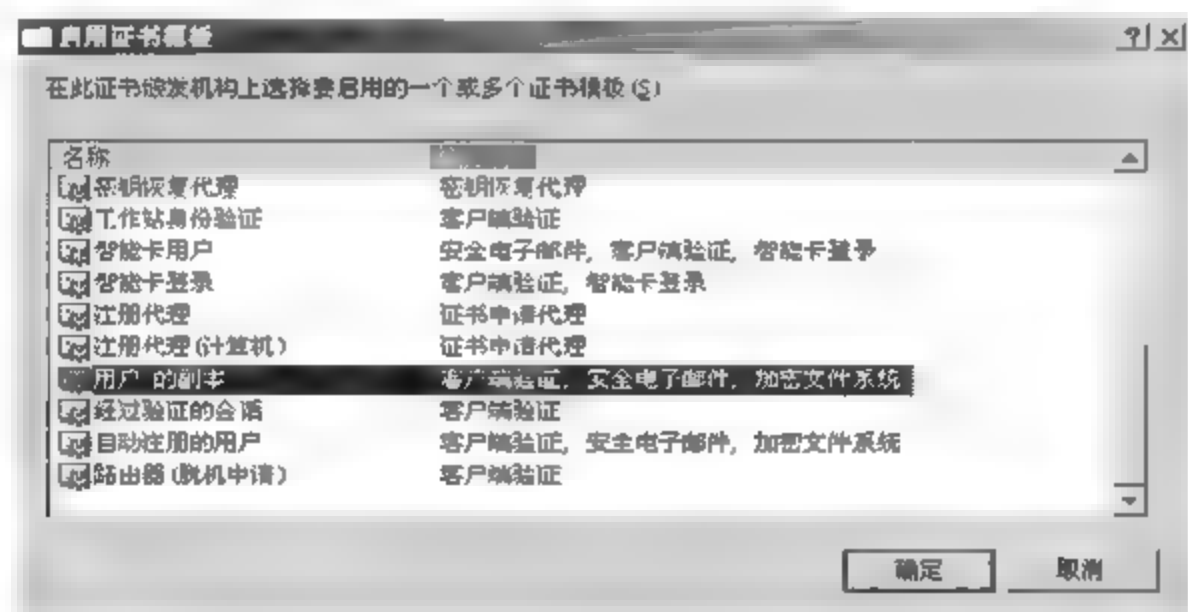 启用证书模板
在此证书颁发机构上选择要启用的一个或多个证书模板(S)
名称
密钥恢复代理 密钥恢复代理
工作站身份验证 客户端验证
智能卡用户 安全电子邮件, 客户端验证, 智能卡登录
智能卡登录 客户端验证, 智能卡登录
注册代理 证书申请代理
注册代理(计算机) 证书申请代理
用户 的副本 客户端验证, 安全电子邮件, 加密文件系统
经过验证的会话 客户端验证
自动注册的用户 客户端验证, 安全电子邮件, 加密文件系统
路由器(脱机申请) 客户端验证
确定 取消